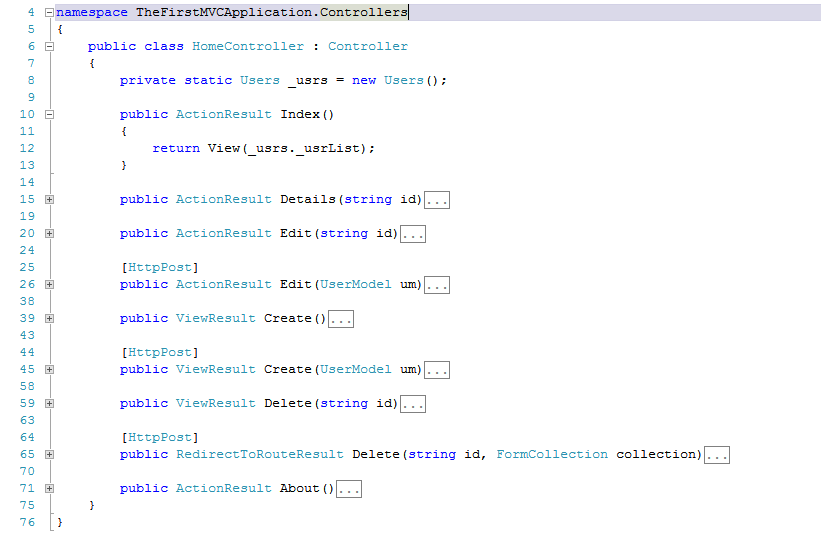 4 namespace TheFirstMVCApplication.Controllers
5 {
6 public class HomeController : Controller
7 {
8 private static Users _usrs = new Users();
9
10 public ActionResult Index()
11 {
12 return View(_usrs._usrList);
13 }
14
15 public ActionResult Details(string id)...
19
20 public ActionResult Edit(string id)...
24
25 [HttpPost]
26 public ActionResult Edit(UserModel um)...
38
39 public ViewResult Create()...
43
44 [HttpPost]
45 public ViewResult Create(UserModel um)...
58
59 public ViewResult Delete(string id)...
63
64 [HttpPost]
65 public RedirectToRouteResult Delete(string id, FormCollection collection)...
70
71 public ActionResult About()...
75 }
76 }